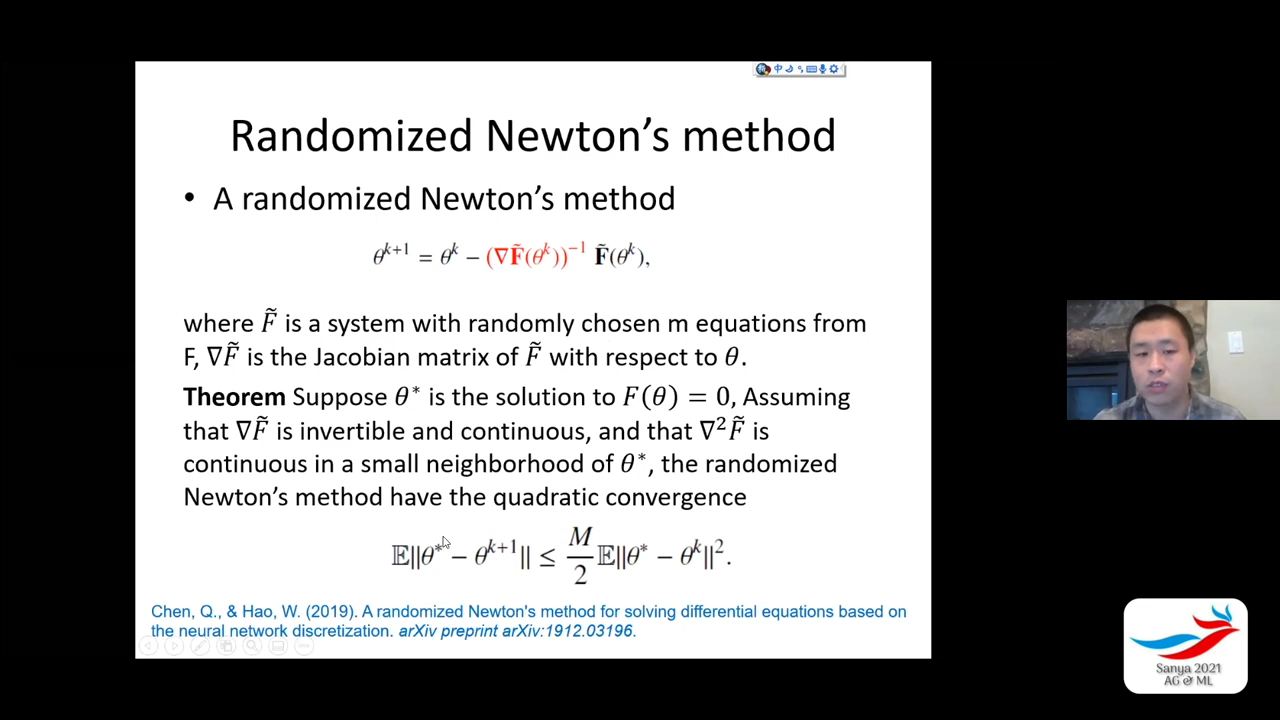 中
Randomized Newton's method
• A randomized Newton's method
θ^{k+1} = θ^k − (∇F̃(θ^k))^{−1} F̃(θ^k),
where F̃ is a system with randomly chosen m equations from
F, ∇F̃ is the Jacobian matrix of F̃ with respect to θ.
Theorem Suppose θ* is the solution to F(θ) = 0, Assuming
that ∇F̃ is invertible and continuous, and that ∇²F̃ is
continuous in a small neighborhood of θ*, the randomized
Newton's method have the quadratic convergence
𝔼||θ* − θ^{k+1}|| ≤ M/2 𝔼||θ* − θ^k||².
Chen, Q., & Hao, W. (2019). A randomized Newton's method for solving differential equations based on
the neural network discretization. arXiv preprint arXiv:1912.03196.
Sanya 2021
AG & ML